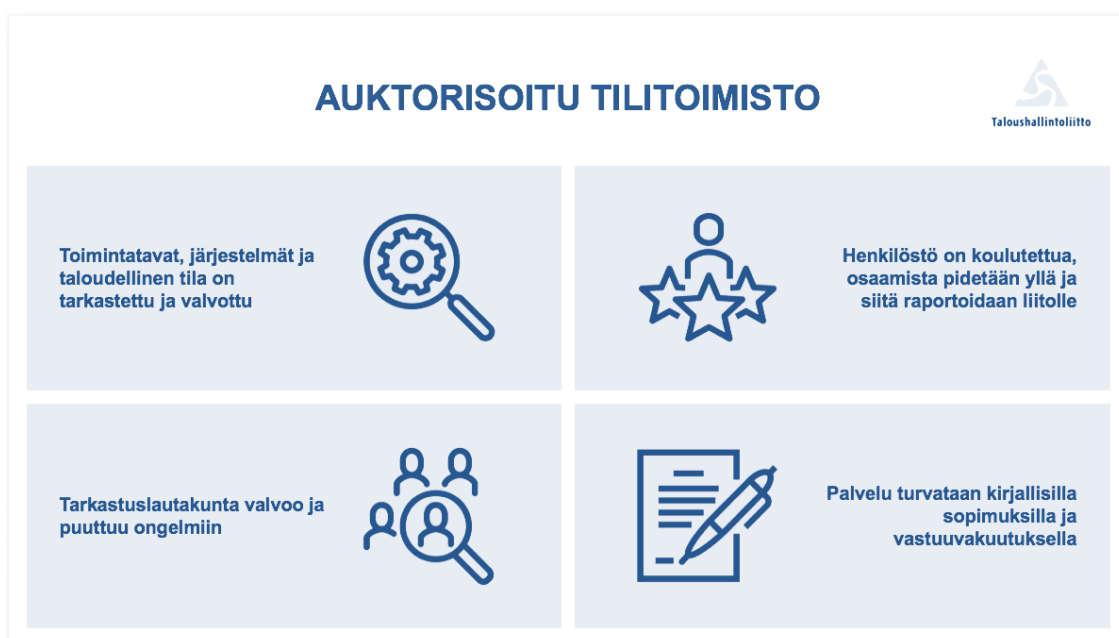 AUKTORISOITU TILITOIMISTO
Taloushallintoliitto
Toimintatavat, järjestelmät ja
taloudellinen tila on
tarkastettu ja valvottu
Henkilöstö on koulutettua,
osaamista pidetään yllä ja
siitä raportoidaan liitolle
Tarkastuslautakunta valvoo ja
puuttuu ongelmiin
Palvelu turvataan kirjallisilla
sopimuksilla ja
vastuuvakuutuksella